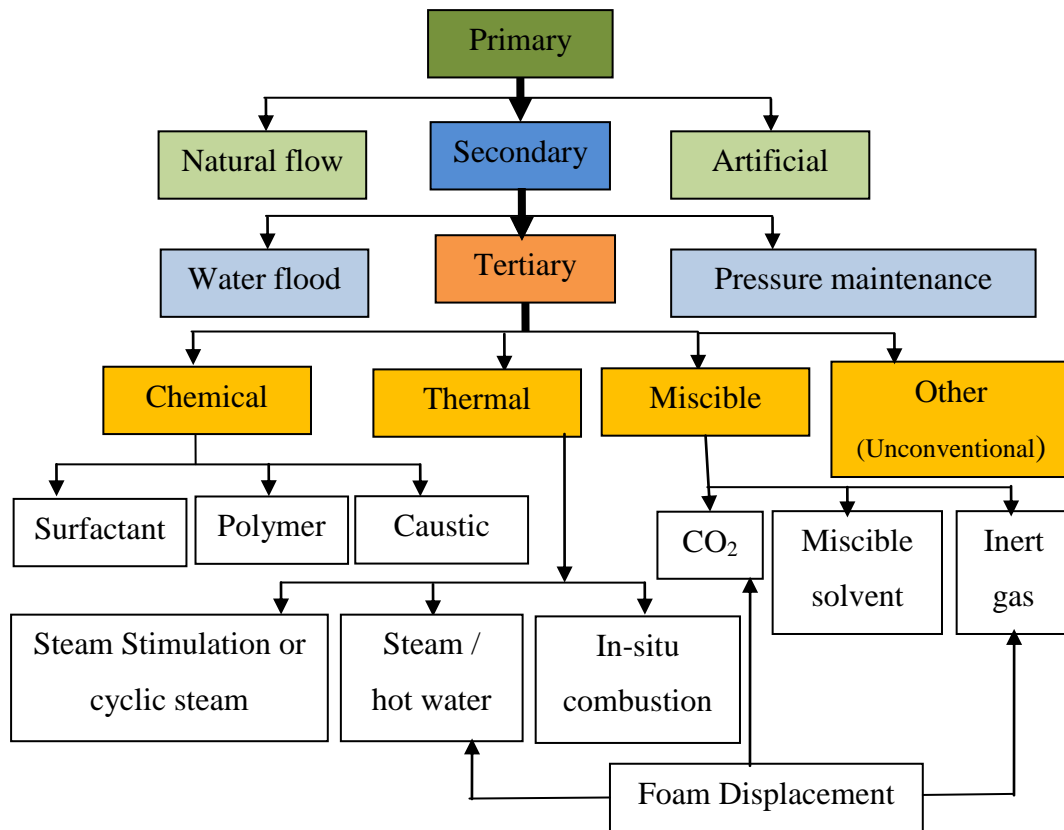 Primary
Natural flow
Secondary
Artificial
Water flood
Tertiary
Pressure maintenance
Chemical
Thermal
Miscible
Other
(Unconventional)
Surfactant
Polymer
Caustic
CO₂
Miscible
solvent
Inert
gas
Steam Stimulation or
cyclic steam
Steam /
hot water
In-situ
combustion
Foam Displacement